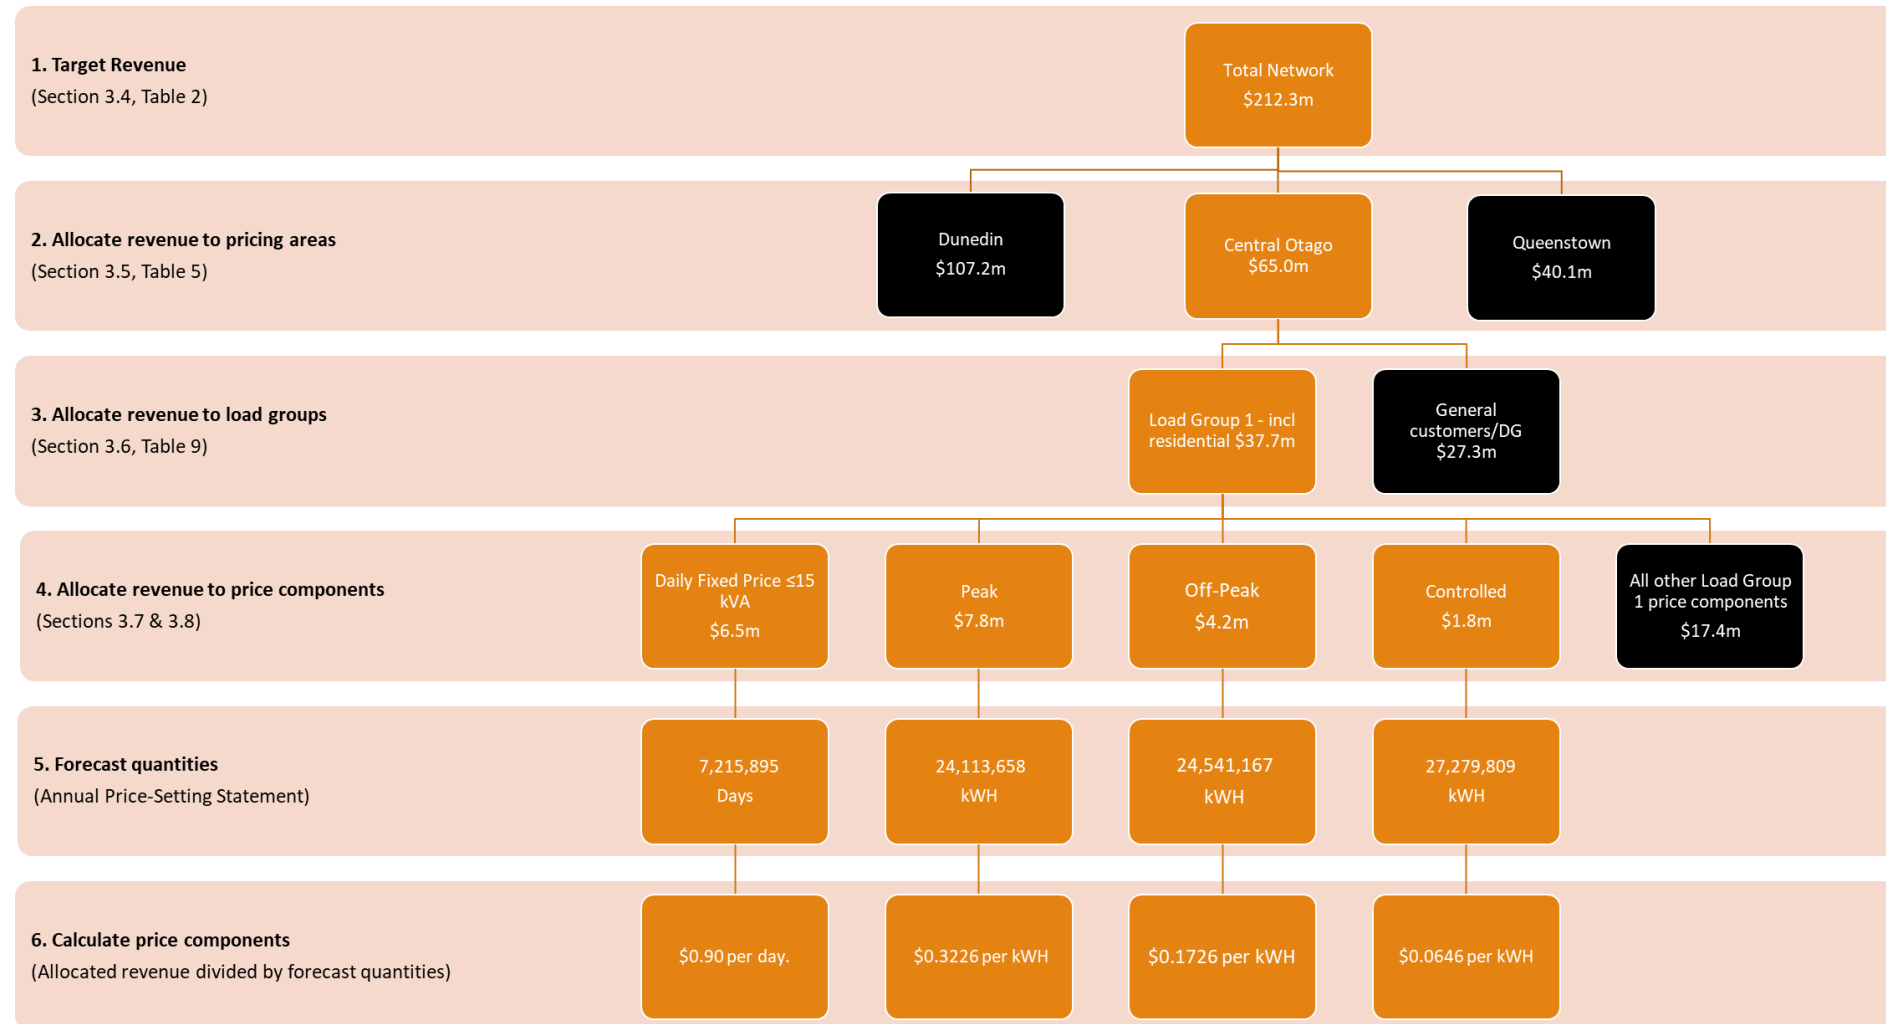 1. Target Revenue
(Section 3.4, Table 2)
Total Network
$212.3m
2. Allocate revenue to pricing areas
(Section 3.5, Table 5)
Dunedin
$107.2m
Central Otago
$65.0m
Queenstown
$40.1m
3. Allocate revenue to load groups
(Section 3.6, Table 9)
Load Group 1 - incl
residential $37.7m
General
customers/DG
$27.3m
4. Allocate revenue to price components
(Sections 3.7 & 3.8)
Daily Fixed Price ≤15
kVA
$6.5m
Peak
$7.8m
Off-Peak
$4.2m
Controlled
$1.8m
All other Load Group
1 price components
$17.4m
5. Forecast quantities
(Annual Price-Setting Statement)
7,215,895
Days
24,113,658
kWH
24,541,167
kWH
27,279,809
kWH
6. Calculate price components
(Allocated revenue divided by forecast quantities)
$0.90 per day.
$0.3226 per kWH
$0.1726 per kWH
$0.0646 per kWH